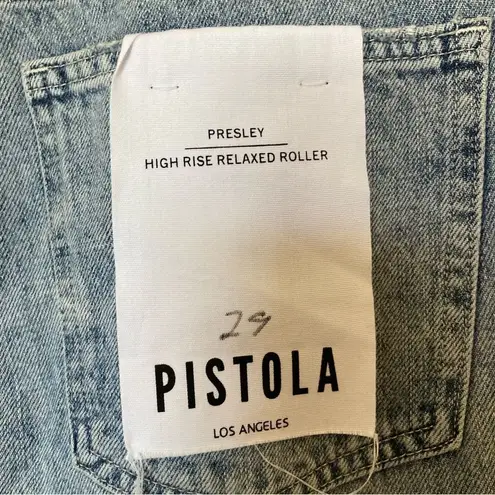 PRESLEY
HIGH RISE RELAXED ROLLER
29
PISTOLA
LOS ANGELES